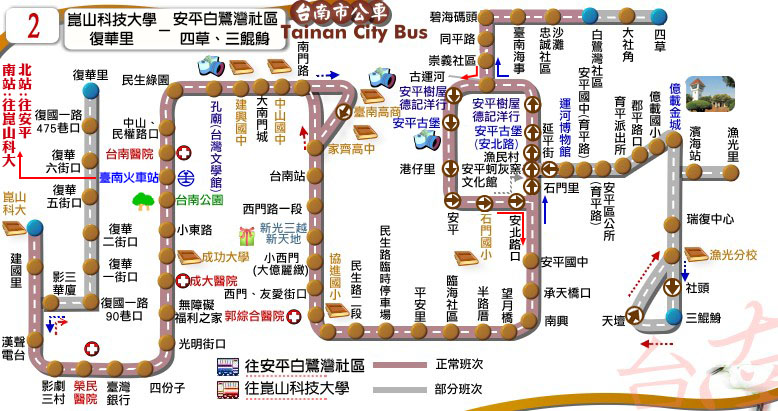 2
崑山科技大學 － 安平白鷺灣社區
復華里 四草、三鯤鯓
台南市公車
Tainan City Bus
北站：往安平
南站：往崑山科大
復華里
復國一路
475巷口
復華
六街口
復華
五街口
復華
二街口
復華
一街口
復國一路
90巷口
影三
華廈
崑山
科大
建國里
漢聲
電台
影劇
三村
榮民
醫院
臺灣
銀行
四份子
光明街口
無障礙
福利之家
成大醫院
成功大學
小東路
台南公園
臺南火車站
台南醫院
中山、
民權路口
民生綠園
孔廟(台灣文學館)
建興國中
大南門城
中山國中
南門路
臺南高商
家齊高中
台南站
西門路一段
新光三越
新天地
小西門
(大億麗緻)
西門、友愛街口
郭綜合醫院
協進國小
民生路二段
民生路一段
民生路臨時停車場
平安里
臨海社區
半路厝
望月橋
南興
承天橋口
安平國中
安北路口
石門國小
安平
港仔里
安平古堡
安平樹屋
德記洋行
古運河
崇義社區
同平路
碧海碼頭
臺南海事
忠誠社區
沙灘
白鷺灣社區
大社角
四草
安平樹屋
德記洋行
安平古堡
(安北路)
漁民村
安平蚵灰窯
文化館
石門里
延平街
運河博物館
安平國中(育平路)
安平區公所
(育平路)
育平派出所
郡平路口
億載國小
億載金城
濱海站
漁光里
瑞復中心
漁光分校
社頭
三鯤鯓
天壇
往安平白鷺灣社區 正常班次
往崑山科技大學 部分班次
台南